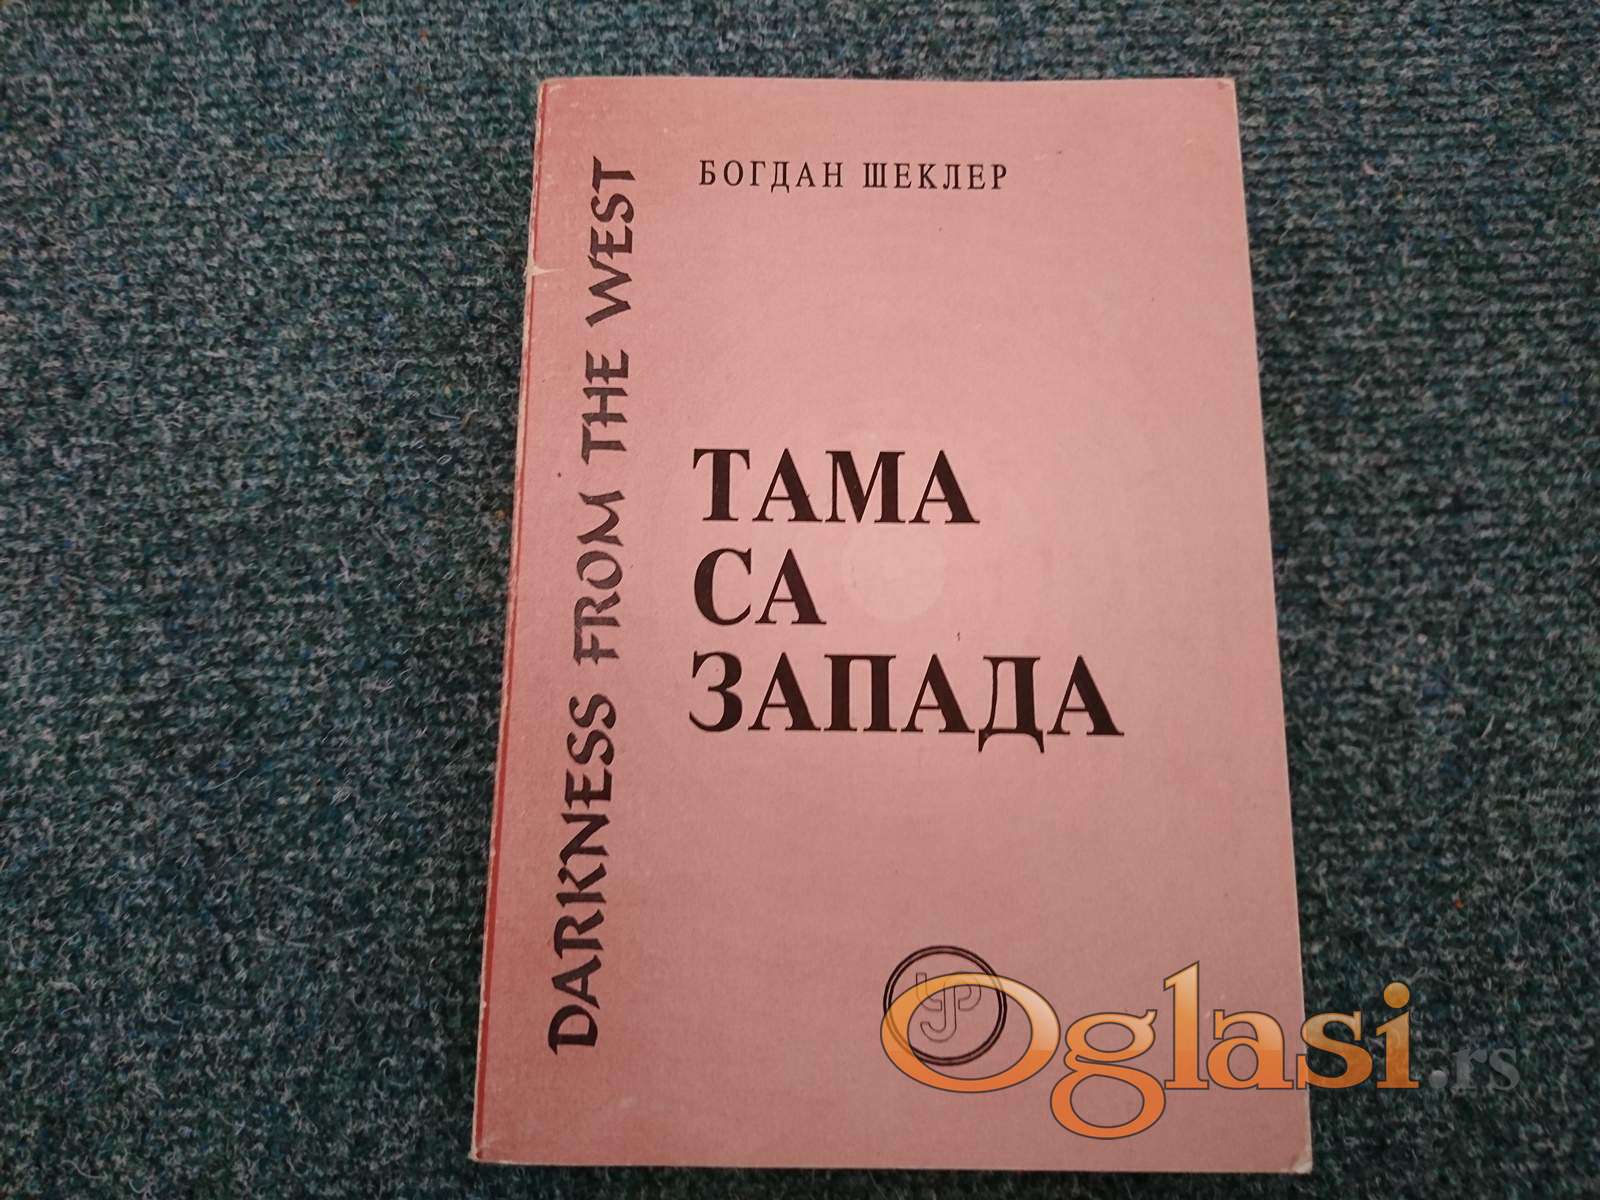 БОГДАН ШЕКЛЕР
DARKNESS FROM THE WEST
ТАМА
СА
ЗАПАДА
Oglasi.rs